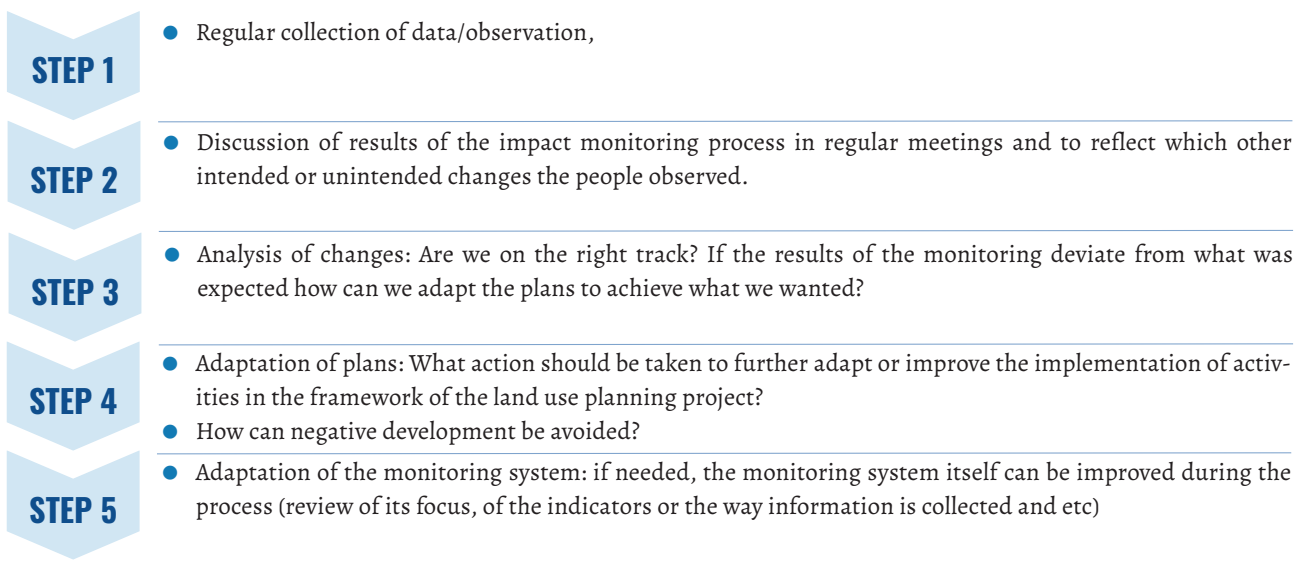 STEP 1
● Regular collection of data/observation,
STEP 2
● Discussion of results of the impact monitoring process in regular meetings and to reflect which other
intended or unintended changes the people observed.
STEP 3
● Analysis of changes: Are we on the right track? If the results of the monitoring deviate from what was
expected how can we adapt the plans to achieve what we wanted?
STEP 4
● Adaptation of plans: What action should be taken to further adapt or improve the implementation of activ-
ities in the framework of the land use planning project?
● How can negative development be avoided?
STEP 5
● Adaptation of the monitoring system: if needed, the monitoring system itself can be improved during the
process (review of its focus, of the indicators or the way information is collected and etc)